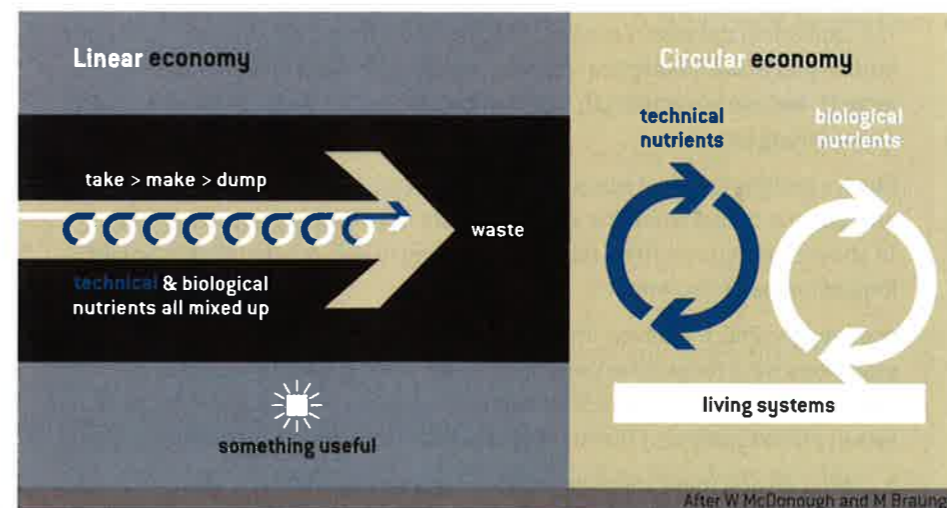 Linear economy
take > make > dump
technical & biological
nutrients all mixed up
waste
something useful
Circular economy
technical
nutrients
biological
nutrients
living systems
After W McDonough and M Braung